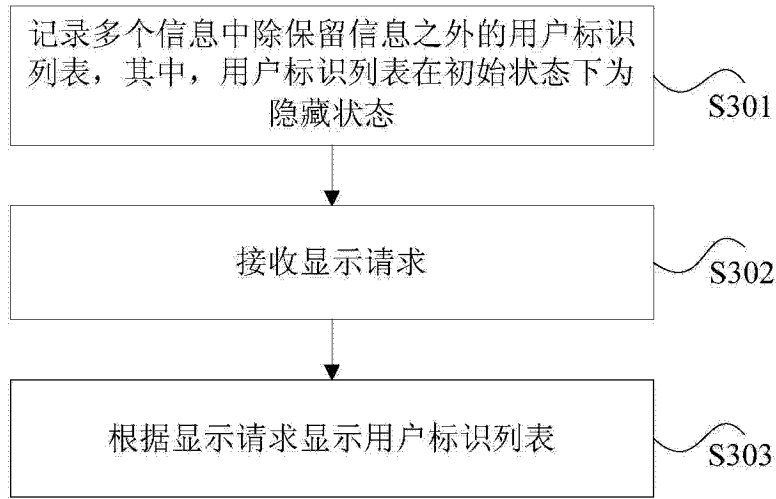 记录多个信息中除保留信息之外的用户标识
列表，其中，用户标识列表在初始状态下为
隐藏状态
S301
接收显示请求
S302
根据显示请求显示用户标识列表
S303